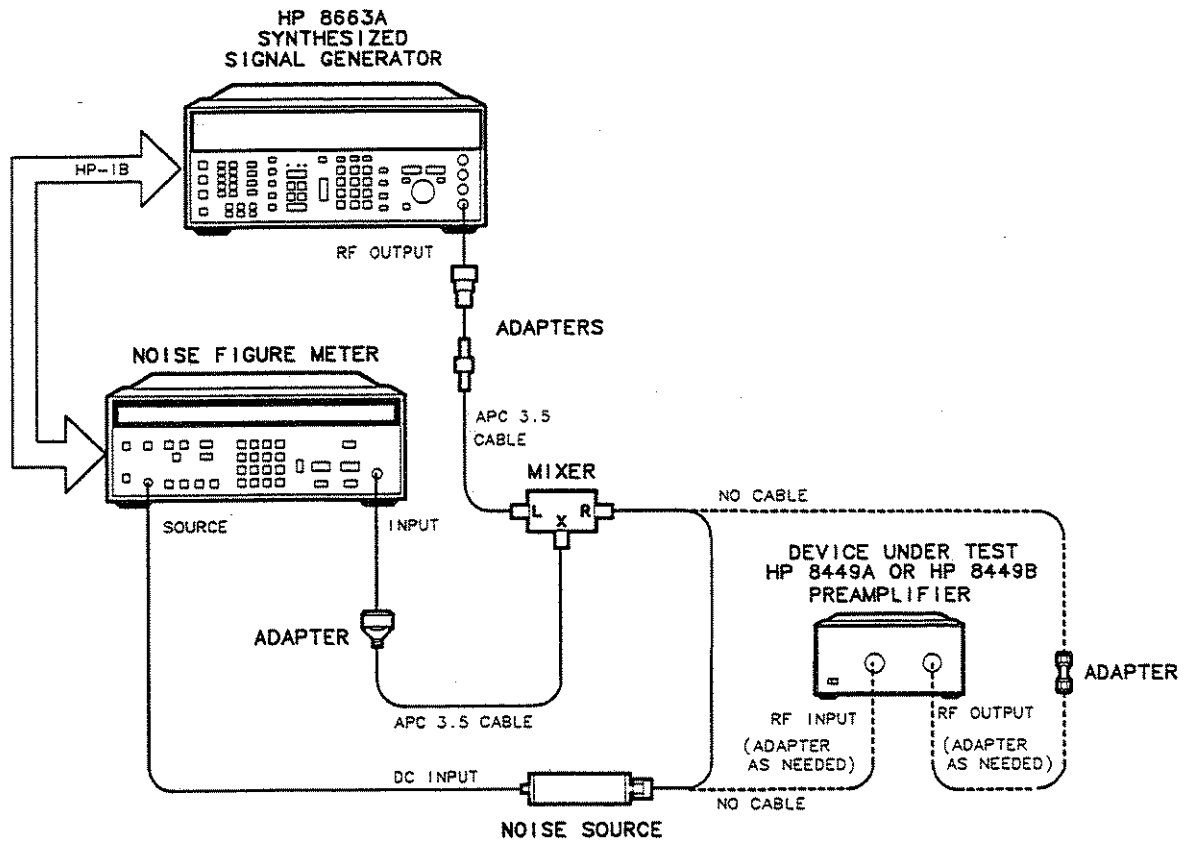 HP 8663A
SYNTHESIZED
SIGNAL GENERATOR
HP-IB
RF OUTPUT
ADAPTERS
NOISE FIGURE METER
APC 3.5
CABLE
MIXER
L
R
X
NO CABLE
SOURCE
INPUT
DEVICE UNDER TEST
HP 8449A OR HP 8449B
PREAMPLIFIER
ADAPTER
ADAPTER
RF INPUT
RF OUTPUT
APC 3.5 CABLE
(ADAPTER
AS NEEDED)
(ADAPTER
AS NEEDED)
DC INPUT
NO CABLE
NOISE SOURCE